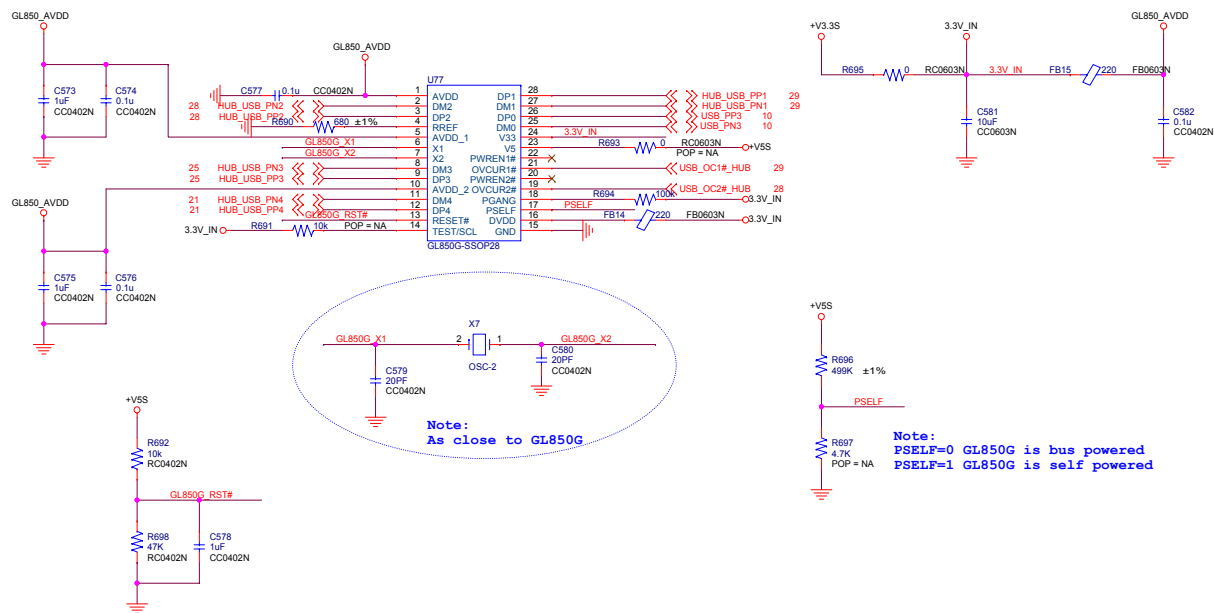 GL850_AVDD
C573
1uF
CC0402N
C574
0.1u
CC0402N
GL850_AVDD
C577
0.1u
CC0402N
28 HUB_USB_PN2
28 HUB_USB_PP2
R690
680 ±1%
GL850G_X1
GL850G_X2
25 HUB_USB_PN3
25 HUB_USB_PP3
21 HUB_USB_PN4
21 HUB_USB_PP4
GL850G_RST#
3.3V_IN
R691
10k
POP = NA
U77
1 AVDD
2 DM2
3 DP2
4 RREF
5 AVDD_1
6 X1
7 X2
8 DM3
9 DP3
10 AVDD_2
11 DM4
12 DP4
13 RESET#
14 TEST/SCL
DP1 28
DM1 27
DP0 26
DM0 25
V33 24
V5 23
PWREN1# 22
OVCUR1# 21
PWREN2# 20
OVCUR2# 19
PGANG 18
PSELF 17
DVDD 16
GND 15
GL850G-SSOP28
HUB_USB_PP1 29
HUB_USB_PN1 29
USB_PP3 10
USB_PN3 10
3.3V_IN
R693
0
RC0603N
POP = NA
+V5S
USB_OC1#_HUB 29
USB_OC2#_HUB 28
R694
100k
3.3V_IN
PSELF
FB14
220
FB0603N
3.3V_IN
+V3.3S
R695
0
RC0603N
3.3V_IN
3.3V_IN
FB15
220
FB0603N
GL850_AVDD
C581
10uF
CC0603N
C582
0.1u
CC0402N
GL850_AVDD
C575
1uF
CC0402N
C576
0.1u
CC0402N
GL850G_X1
X7
2
1
OSC-2
GL850G_X2
C579
20PF
CC0402N
C580
20PF
CC0402N
Note:
As close to GL850G
+V5S
R692
10k
RC0402N
GL850G_RST#
R698
47K
RC0402N
C578
1uF
CC0402N
+V5S
R696
499K ±1%
PSELF
R697
4.7K
POP = NA
Note:
PSELF=0 GL850G is bus powered
PSELF=1 GL850G is self powered